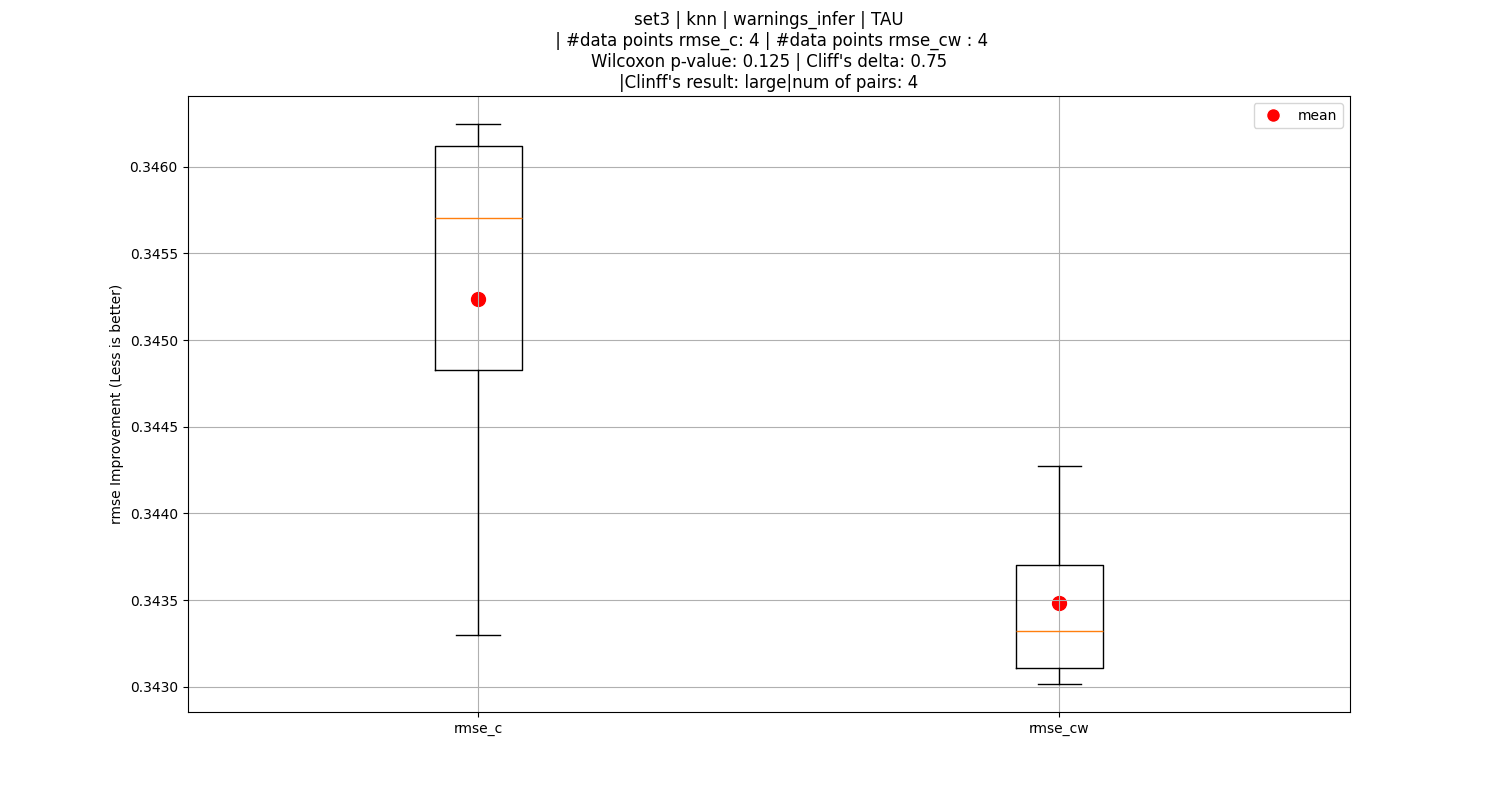 set3 | knn | warnings_infer | TAU
| #data points rmse_c: 4 | #data points rmse_cw : 4
Wilcoxon p-value: 0.125 | Cliff's delta: 0.75
|Clinff's result: large|num of pairs: 4
mean
rmse Improvement (Less is better)
0.3460
0.3455
0.3450
0.3445
0.3440
0.3435
0.3430
rmse_c
rmse_cw